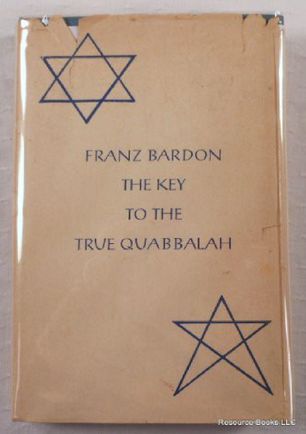 FRANZ BARDON
THE KEY
TO THE
TRUE QUABBALAH
Resource Books LLC